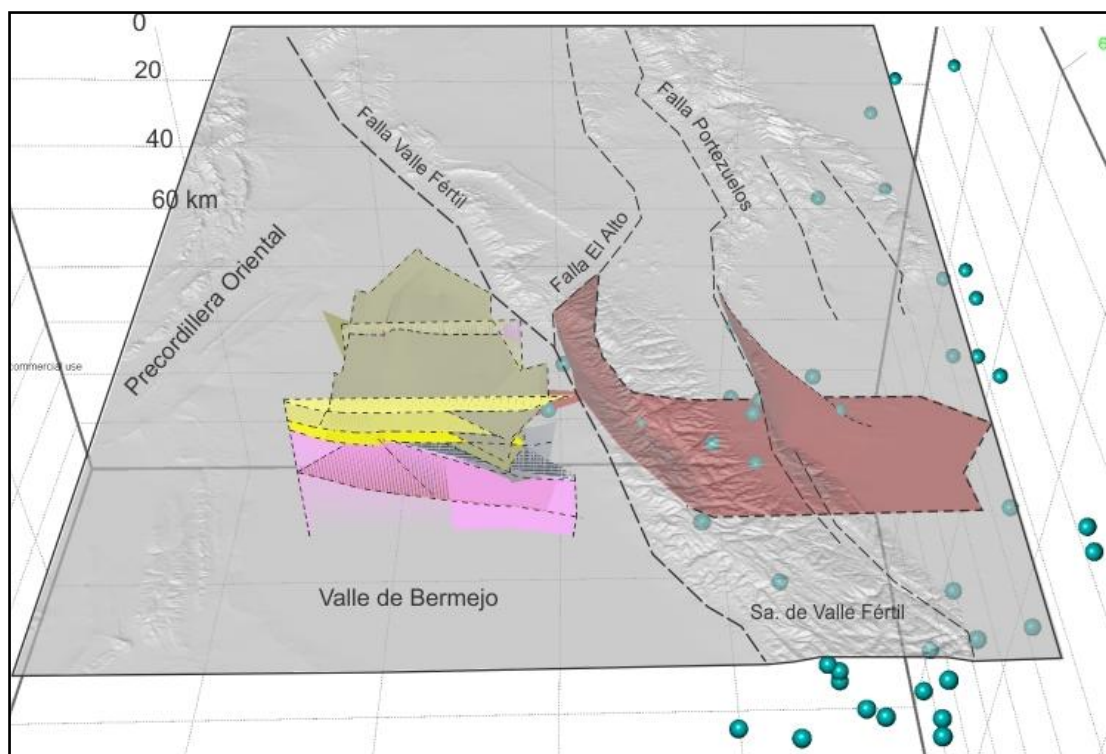 0
20
40
60 km
Falla Valle Fértil
Falla El Alto
Falla Portezuelos
Precordillera Oriental
commercial use
Valle de Bermejo
Sa. de Valle Fértil
e